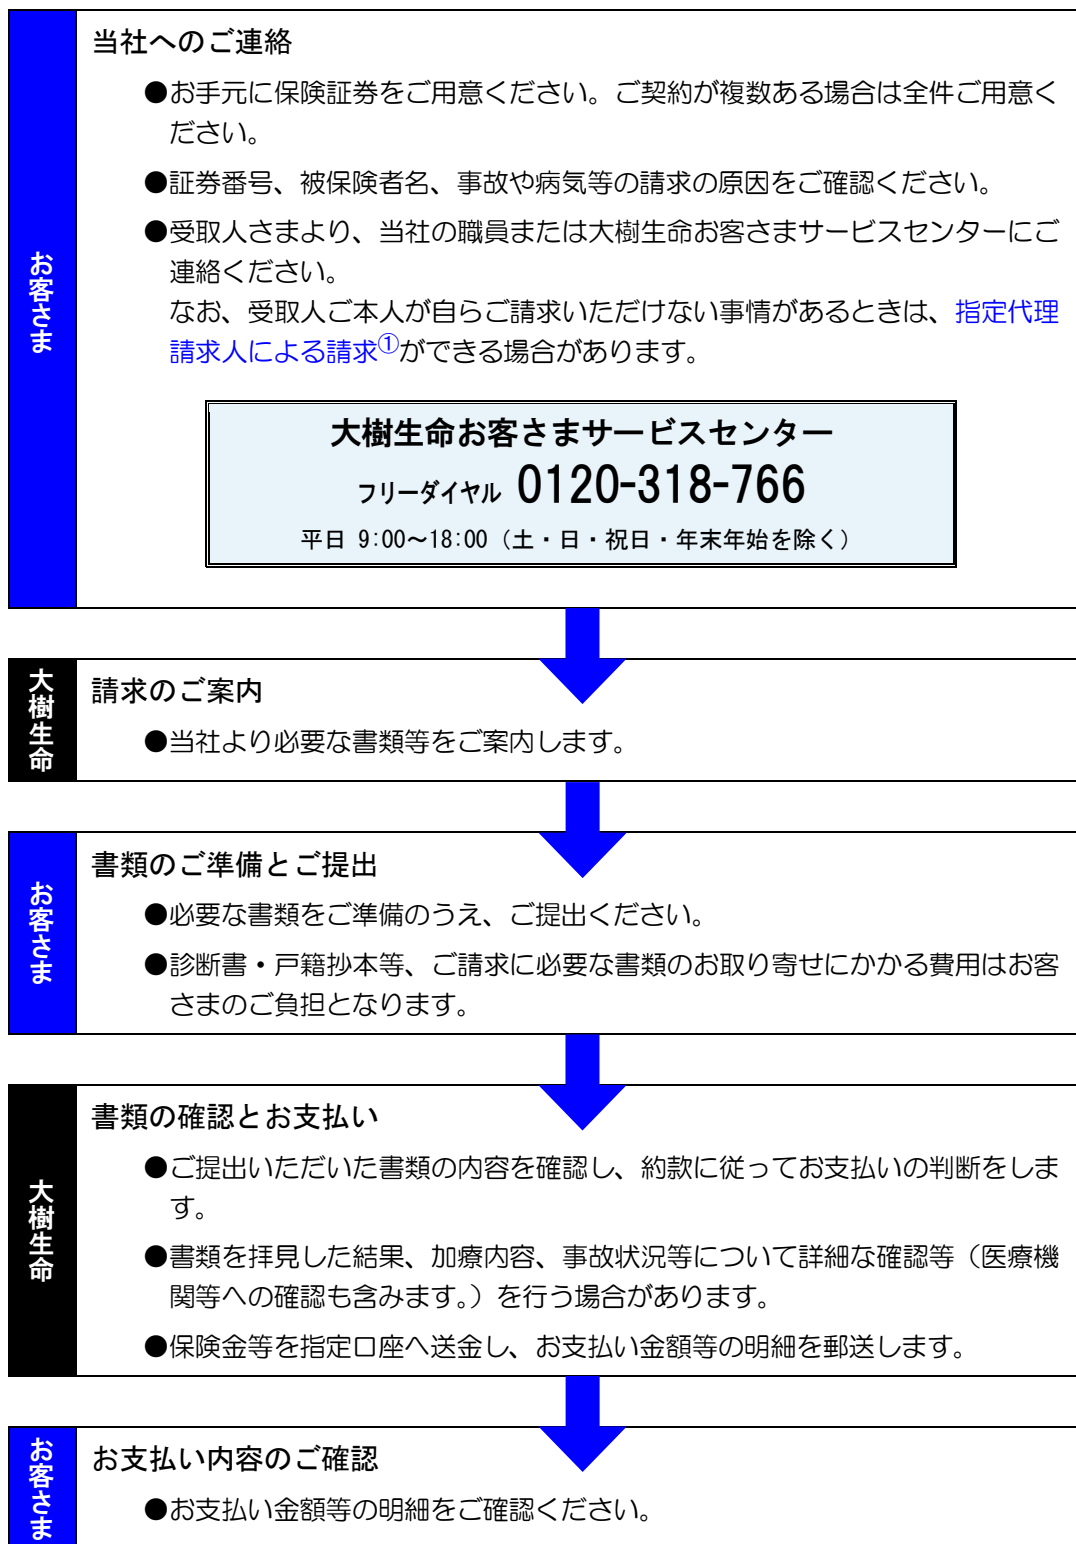 お客さま
当社へのご連絡
●お手元に保険証券をご用意ください。ご契約が複数ある場合は全件ご用意く
ださい。
●証券番号、被保険者名、事故や病気等の請求の原因をご確認ください。
●受取人さまより、当社の職員または大樹生命お客さまサービスセンターにご
連絡ください。
なお、受取人ご本人が自らご請求いただけない事情があるときは、指定代理
請求人による請求①ができる場合があります。
大樹生命お客さまサービスセンター
フリーダイヤル 0120-318-766
平日 9:00～18:00（土・日・祝日・年末年始を除く）
大樹生命
請求のご案内
●当社より必要な書類等をご案内します。
お客さま
書類のご準備とご提出
●必要な書類をご準備のうえ、ご提出ください。
●診断書・戸籍抄本等、ご請求に必要な書類のお取り寄せにかかる費用はお客
さまのご負担となります。
大樹生命
書類の確認とお支払い
●ご提出いただいた書類の内容を確認し、約款に従ってお支払いの判断をしま
す。
●書類を拝見した結果、加療内容、事故状況等について詳細な確認等（医療機
関等への確認も含みます。）を行う場合があります。
●保険金等を指定口座へ送金し、お支払い金額等の明細を郵送します。
お客さま
お支払い内容のご確認
●お支払い金額等の明細をご確認ください。